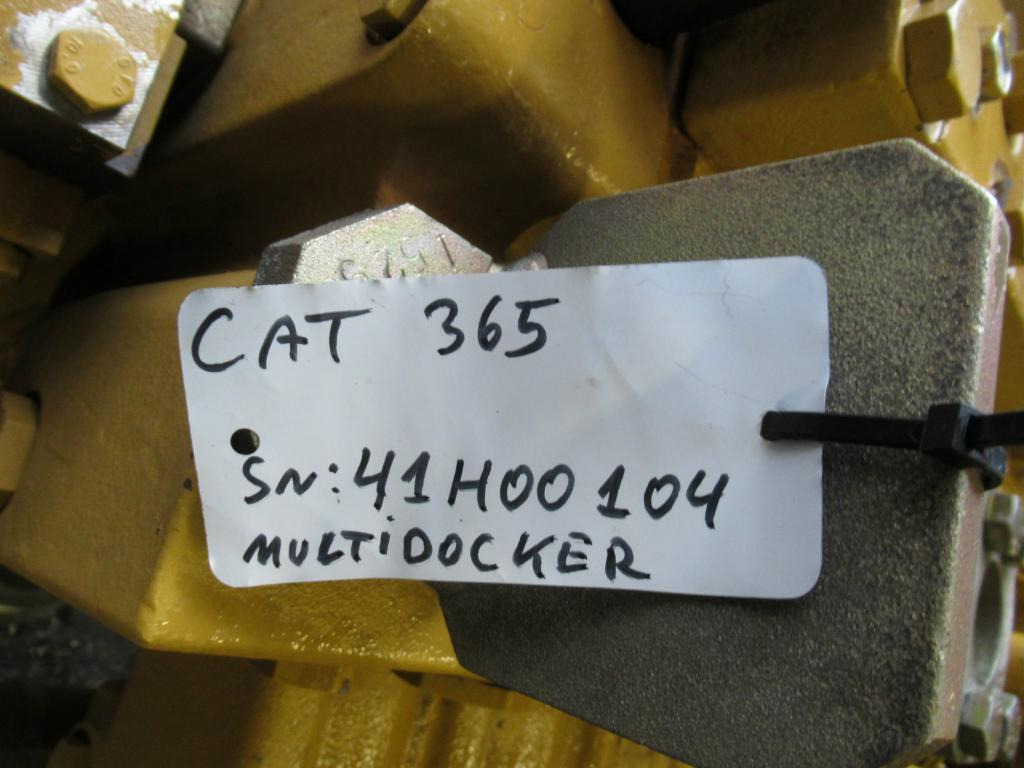 CAT 365
SN: 41H00104
MULTiDOCKER